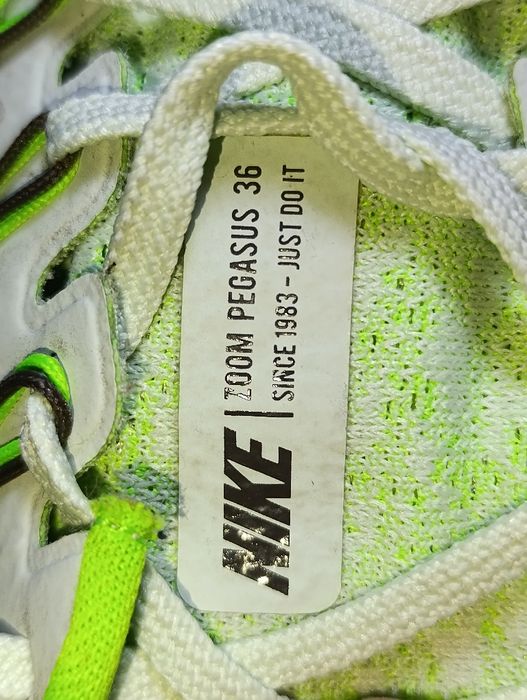 NIKE
ZOOM PEGASUS 36
SINCE 1983 - JUST DO IT